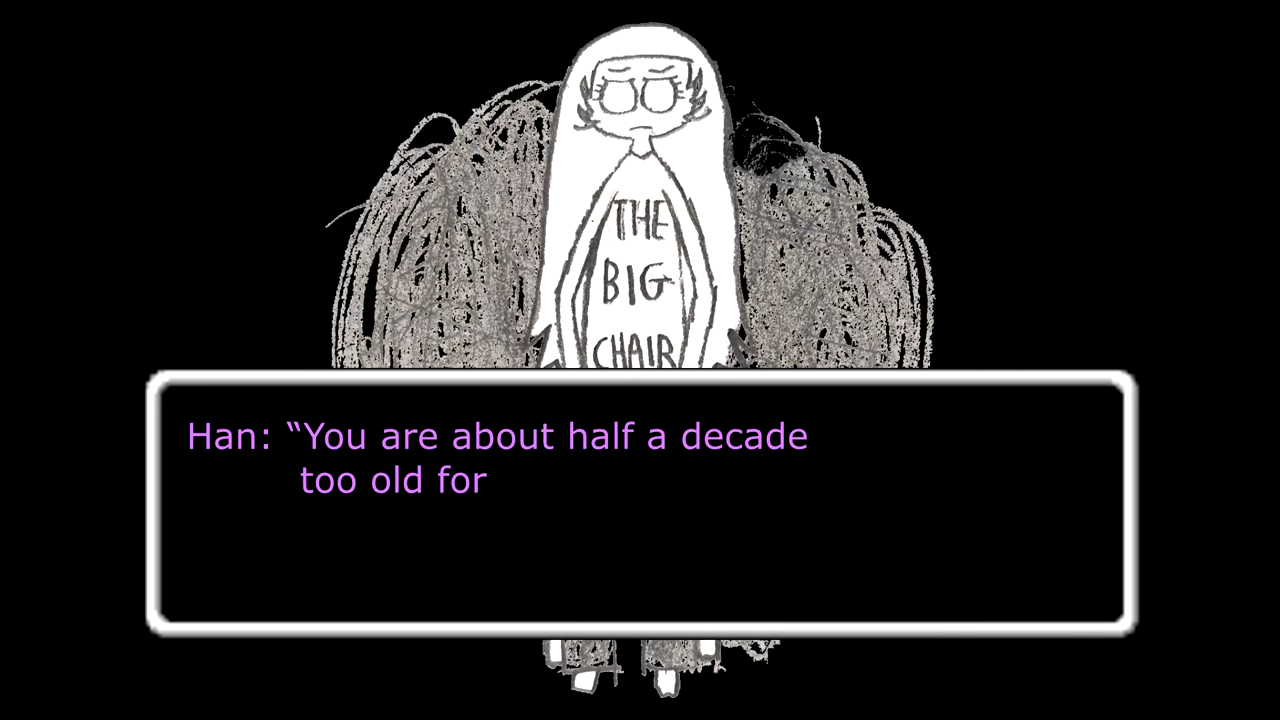 THE
BIG
CHAIR
Han: “You are about half a decade
too old for